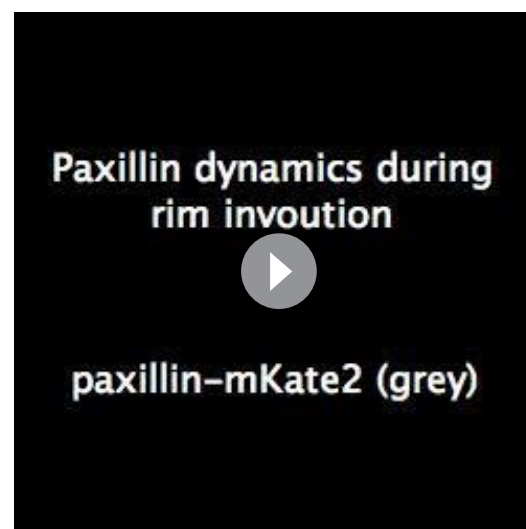 Paxillin dynamics during
rim invoution
paxillin-mKate2 (grey)